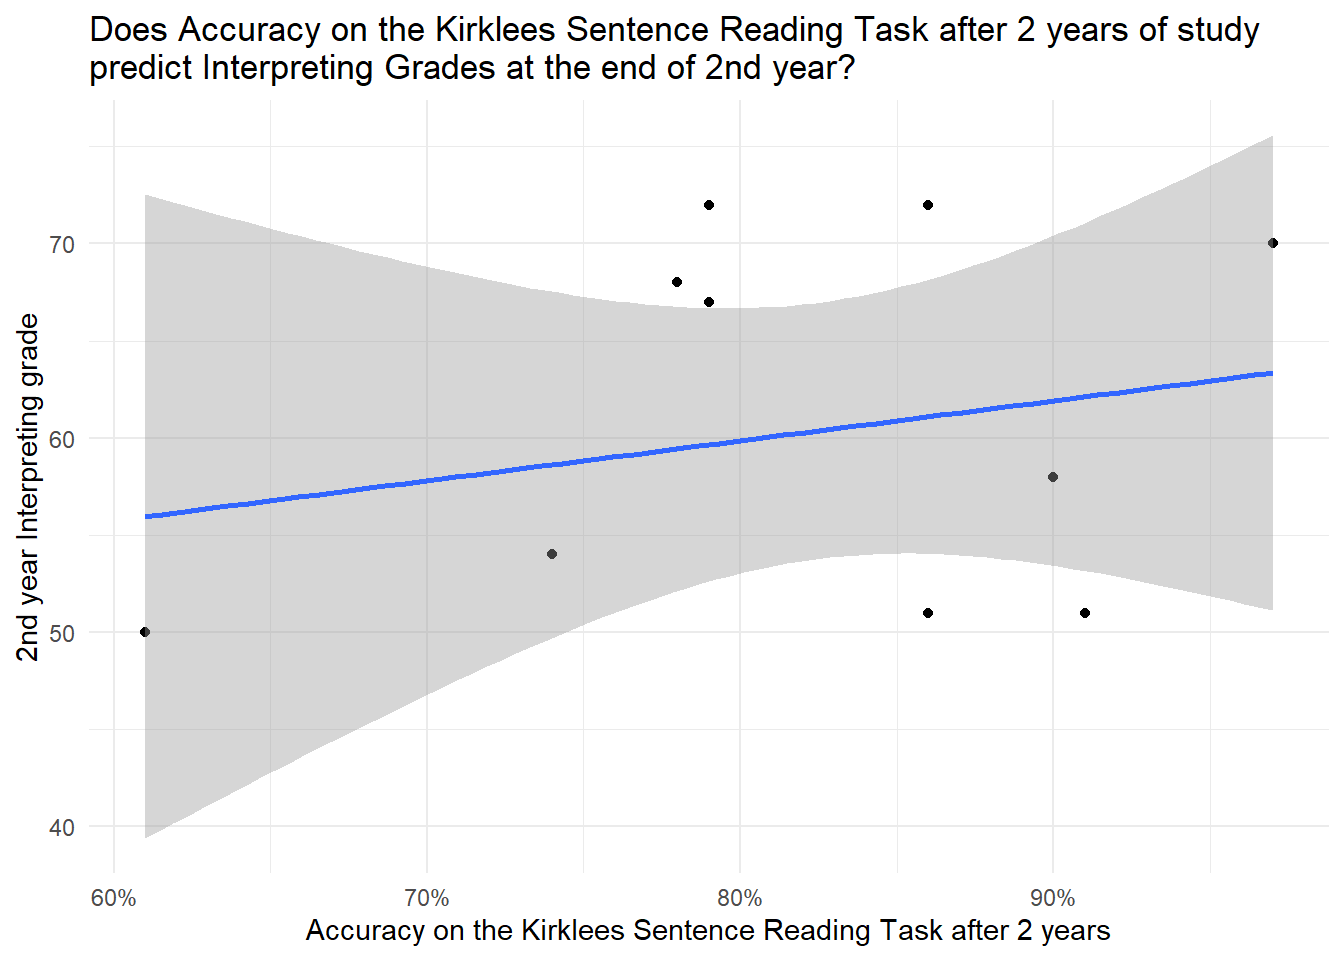 Does Accuracy on the Kirklees Sentence Reading Task after 2 years of study
predict Interpreting Grades at the end of 2nd year?
2nd year Interpreting grade
70
60
50
40
60%
70%
80%
90%
Accuracy on the Kirklees Sentence Reading Task after 2 years